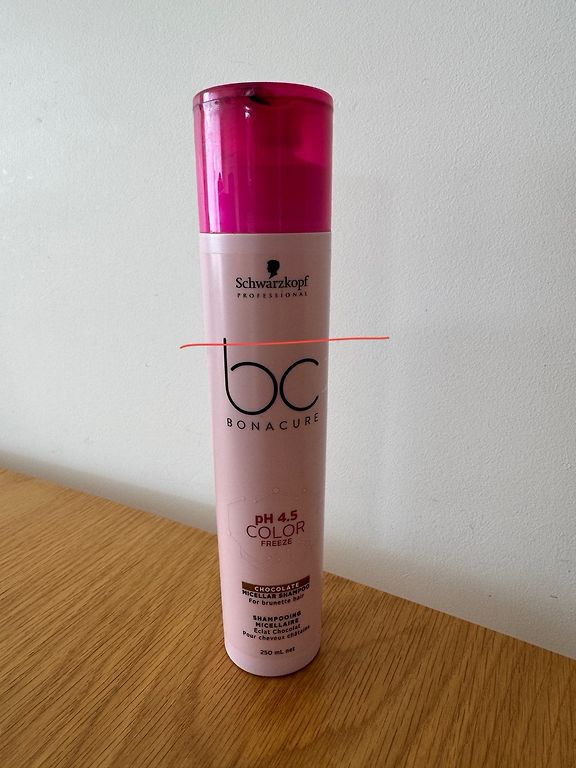 Schwarzkopf
PROFESSIONAL
bc
BONACURE
pH 4.5
COLOR
FREEZE
CHOCOLATE
MICELLAR SHAMPOO
For brunette hair
SHAMPOOING
MICELLAIRE
Éclat Chocolat
Pour cheveux châtains
250 mL net